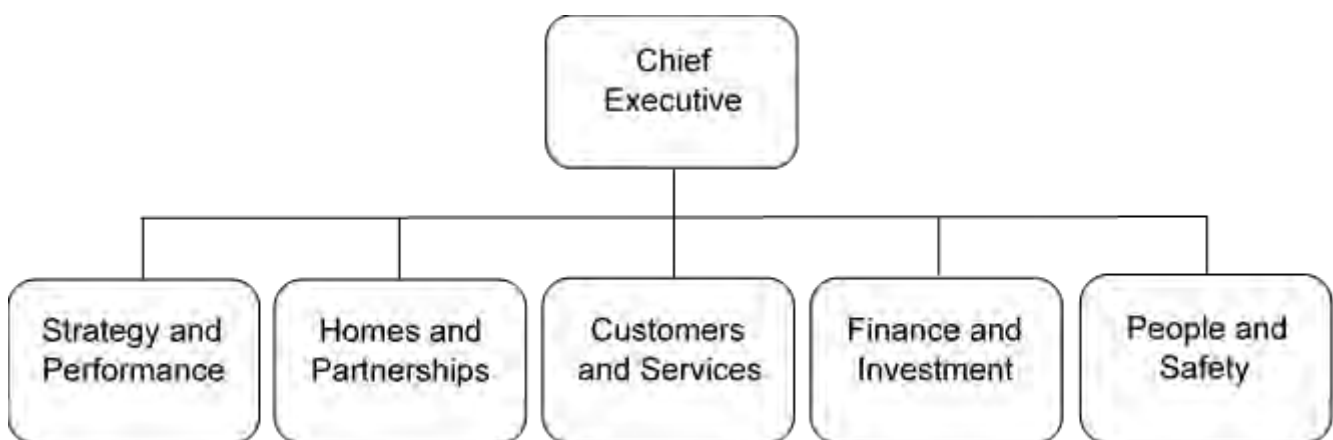 Chief
Executive
Strategy and
Performance
Homes and
Partnerships
Customers
and Services
Finance and
Investment
People and
Safety